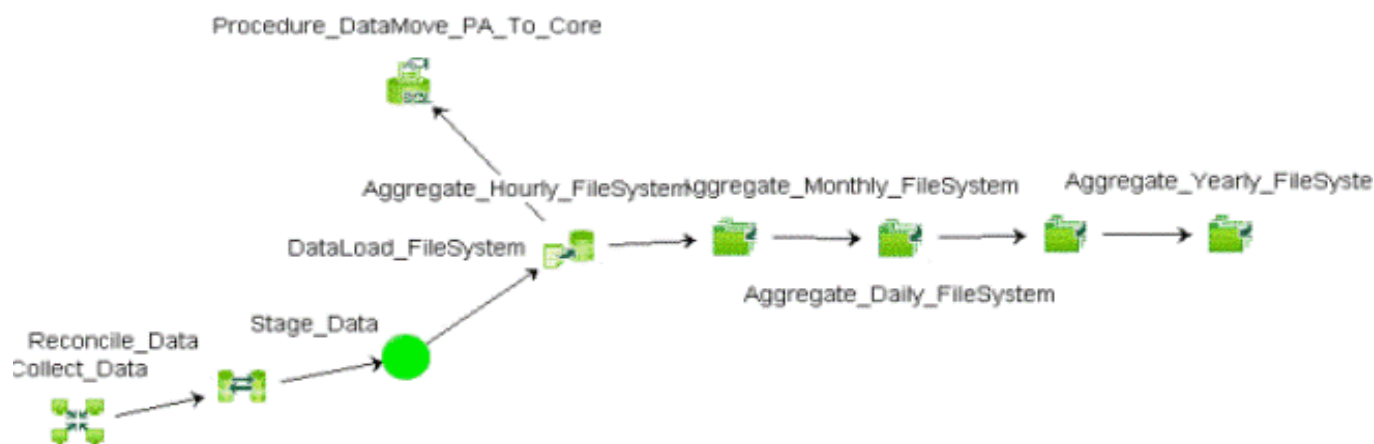 Procedure_DataMove_PA_To_Core
Aggregate_Hourly_FileSystem
Aggregate_Monthly_FileSystem
Aggregate_Yearly_FileSyste
DataLoad_FileSystem
Aggregate_Daily_FileSystem
Stage_Data
Reconcile_Data
Collect_Data